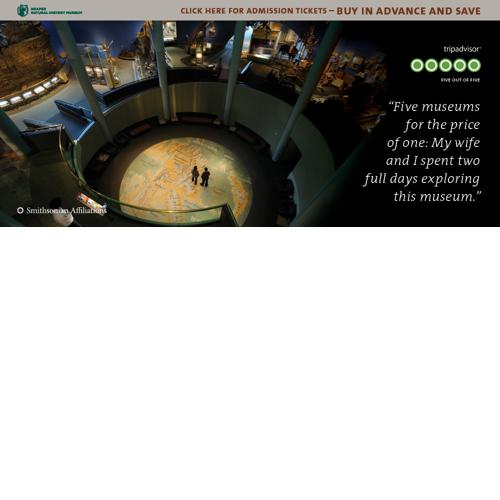 DRAPER
NATURAL HISTORY MUSEUM
CLICK HERE FOR ADMISSION TICKETS – BUY IN ADVANCE AND SAVE
tripadvisor
FIVE OUT OF FIVE
“Five museums
for the price
of one: My wife
and I spent two
full days exploring
this museum.”
Smithsonian Affiliations